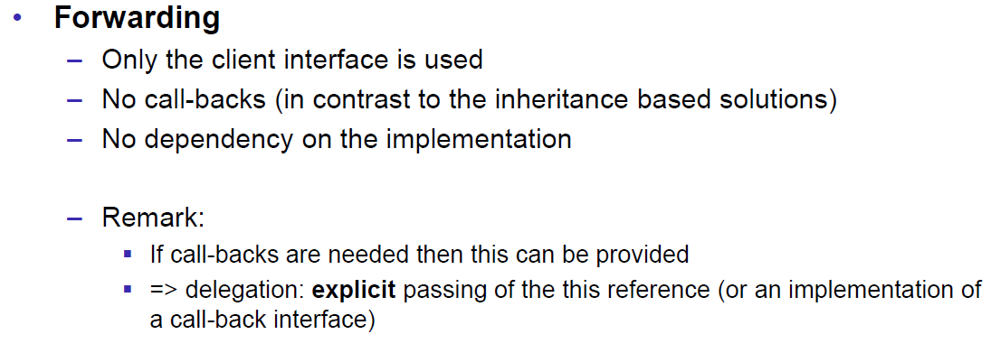 • Forwarding
– Only the client interface is used
– No call-backs (in contrast to the inheritance based solutions)
– No dependency on the implementation
– Remark:
▪ If call-backs are needed then this can be provided
▪ => delegation: explicit passing of the this reference (or an implementation of
a call-back interface)